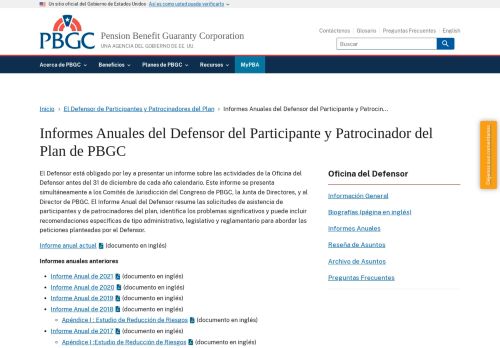 Un sitio oficial del Gobierno de Estados Unidos Así es como usted puede verificarlo
PBGC
Pension Benefit Guaranty Corporation
UNA AGENCIA DEL GOBIERNO DE EE. UU
Contáctenos Glosario Preguntas Frecuentes English
Buscar
Acerca de PBGC Beneficios Planes de PBGC Recursos MyPBA
Inicio › El Defensor de Participantes y Patrocinadores del Plan › Informes Anuales del Defensor del Participante y Patrocin...
Informes Anuales del Defensor del Participante y Patrocinador del
Plan de PBGC
El Defensor está obligado por ley a presentar un informe sobre las actividades de la Oficina del
Defensor antes del 31 de diciembre de cada año calendario. Este informe se presenta
simultáneamente a los Comités de Jurisdicción del Congreso de PBGC, la Junta de Directores, y al
Director de PBGC. El Informe Anual del Defensor resume las solicitudes de asistencia de
participantes y de patrocinadores del plan, identifica los problemas significativos y puede incluir
recomendaciones específicas de tipo administrativo, legislativo y reglamentario para abordar las
peticiones planteadas por el Defensor.
Informe anual actual (documento en inglés)
Informes anuales anteriores
• Informe Anual de 2021 (documento en inglés)
• Informe Anual de 2020 (documento en inglés)
• Informe Anual de 2019 (documento en inglés)
• Informe Anual de 2018 (documento en inglés)
Apéndice I : Estudio de Reducción de Riesgos (documento en inglés)
• Informe Anual de 2017 (documento en inglés)
Apéndice I :Estudio de Reducción de Riesgos (documento en inglés)
Oficina del Defensor
Información General
Biografías (página en inglés)
Informes Anuales
Reseña de Asuntos
Archivo de Asuntos
Preguntas Frecuentes